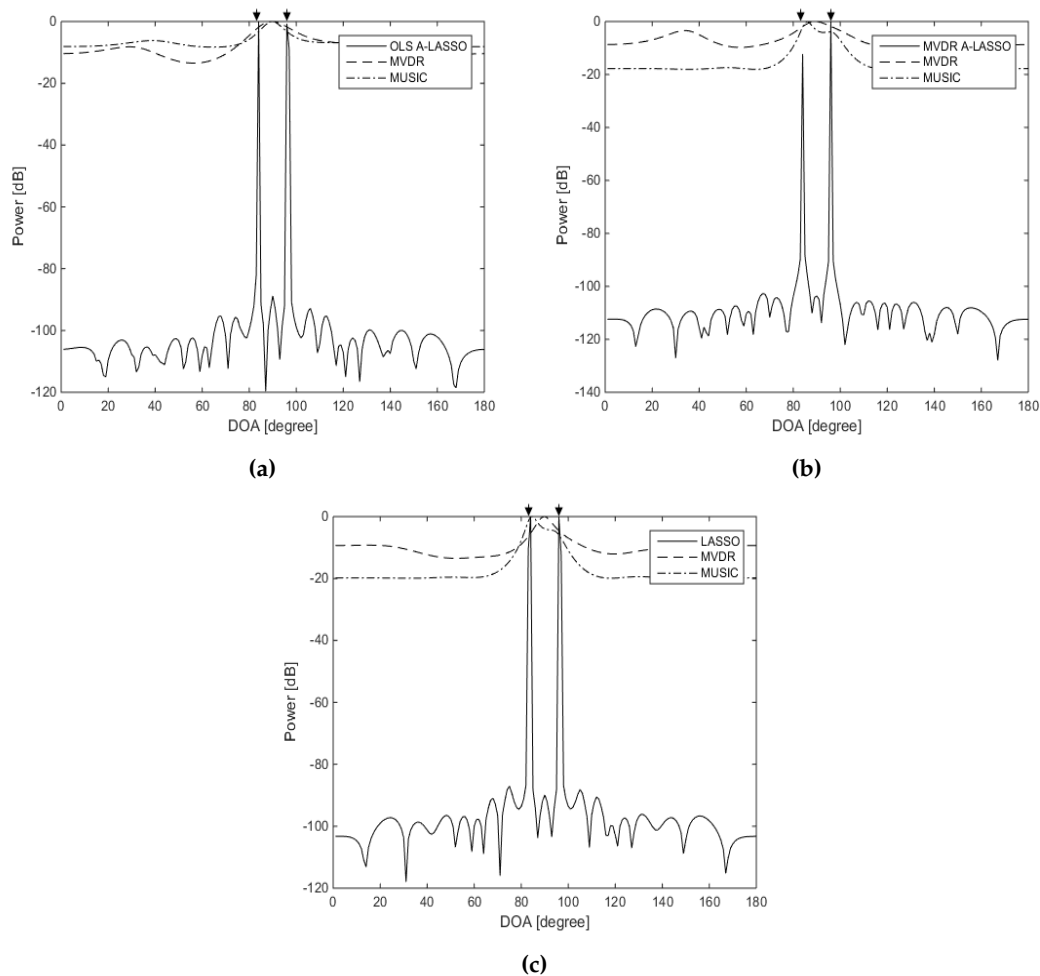 0
-20
-40
-60
-80
-100
-120
Power [dB]
0 20 40 60 80 100 120 140 160 180
DOA [degree]
OLS A-LASSO
MVDR
MUSIC
(a)
0
-20
-40
-60
-80
-100
-120
-140
Power [dB]
0 20 40 60 80 100 120 140 160 180
DOA [degree]
MVDR A-LASSO
MVDR
MUSIC
(b)
0
-20
-40
-60
-80
-100
-120
Power [dB]
0 20 40 60 80 100 120 140 160 180
DOA [degree]
LASSO
MVDR
MUSIC
(c)